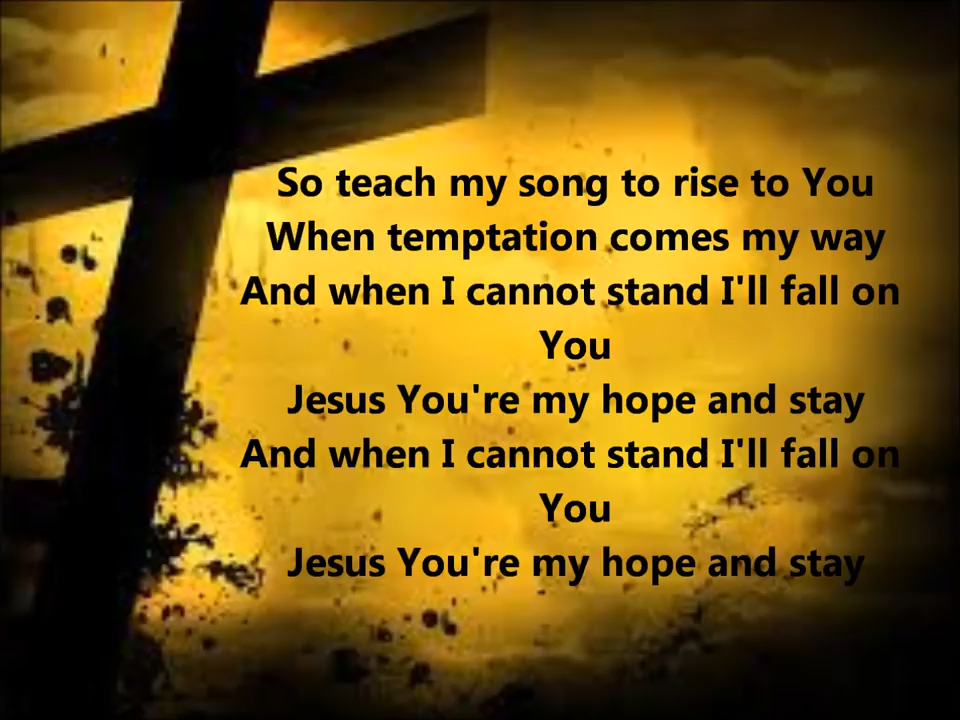 So teach my song to rise to You
When temptation comes my way
And when I cannot stand I'll fall on
You
Jesus You're my hope and stay
And when I cannot stand I'll fall on
You
Jesus You're my hope and stay